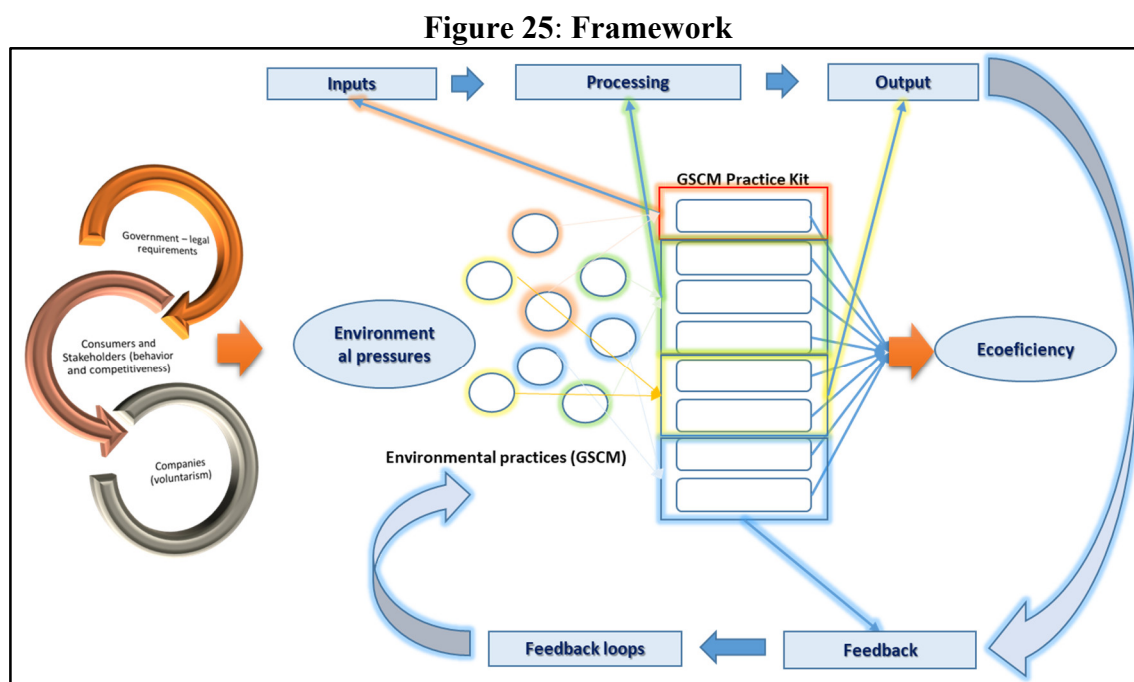 Figure 25: Framework
Inputs
Processing
Output
GSCM Practice Kit
Government – legal
requirements
Consumers and
Stakeholders (behavior
and competitiveness)
Companies
(voluntarism)
Environment
al pressures
Environmental practices (GSCM)
Ecoeficiency
Feedback loops
Feedback